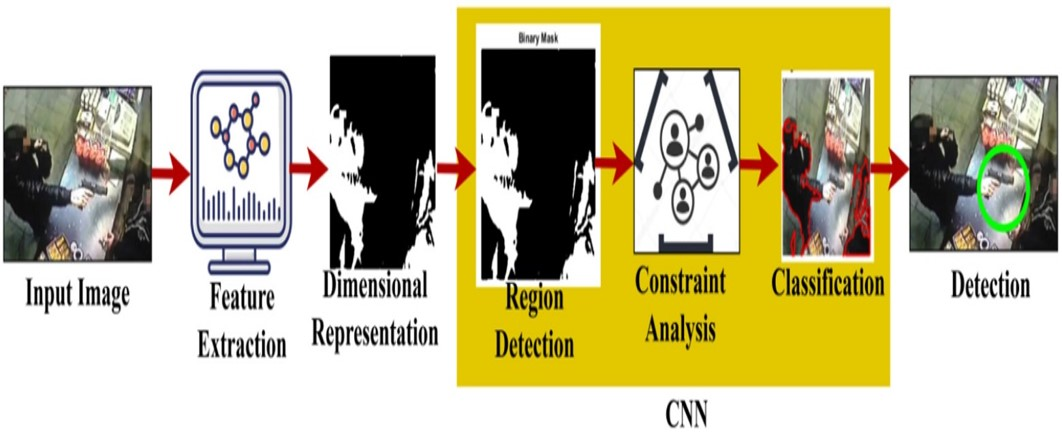 Binary Mask
Input Image
Feature
Extraction
Dimensional
Representation
Region
Detection
Constraint
Analysis
Classification
Detection
CNN